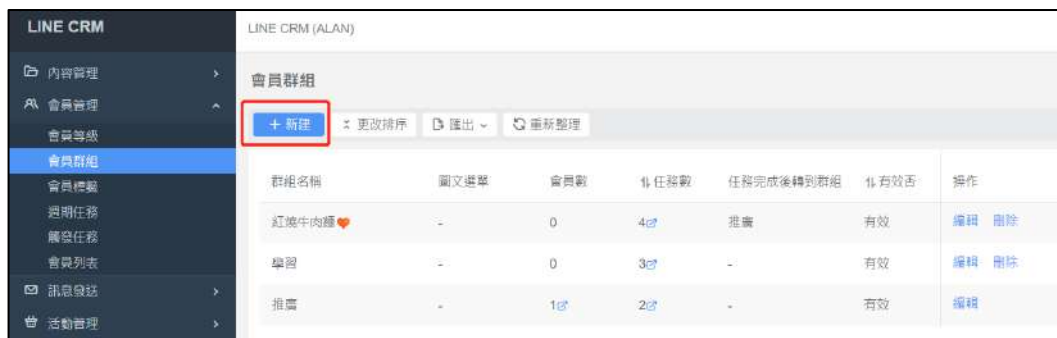 LINE CRM
LINE CRM (ALAN)
內容管理
會員管理
會員等級
會員群組
會員標籤
週期任務
觸發任務
會員列表
訊息發送
活動管理
會員群組
+ 新建 更改排序 匯出 重新整理
群組名稱 圖文選單 會員數 任務數 任務完成後轉到群組 有效否 操作
紅燒牛肉麵 - 0 4 推廣 有效 編輯 刪除
學習 - 0 3 - 有效 編輯 刪除
推廣 - 1 2 - 有效 編輯